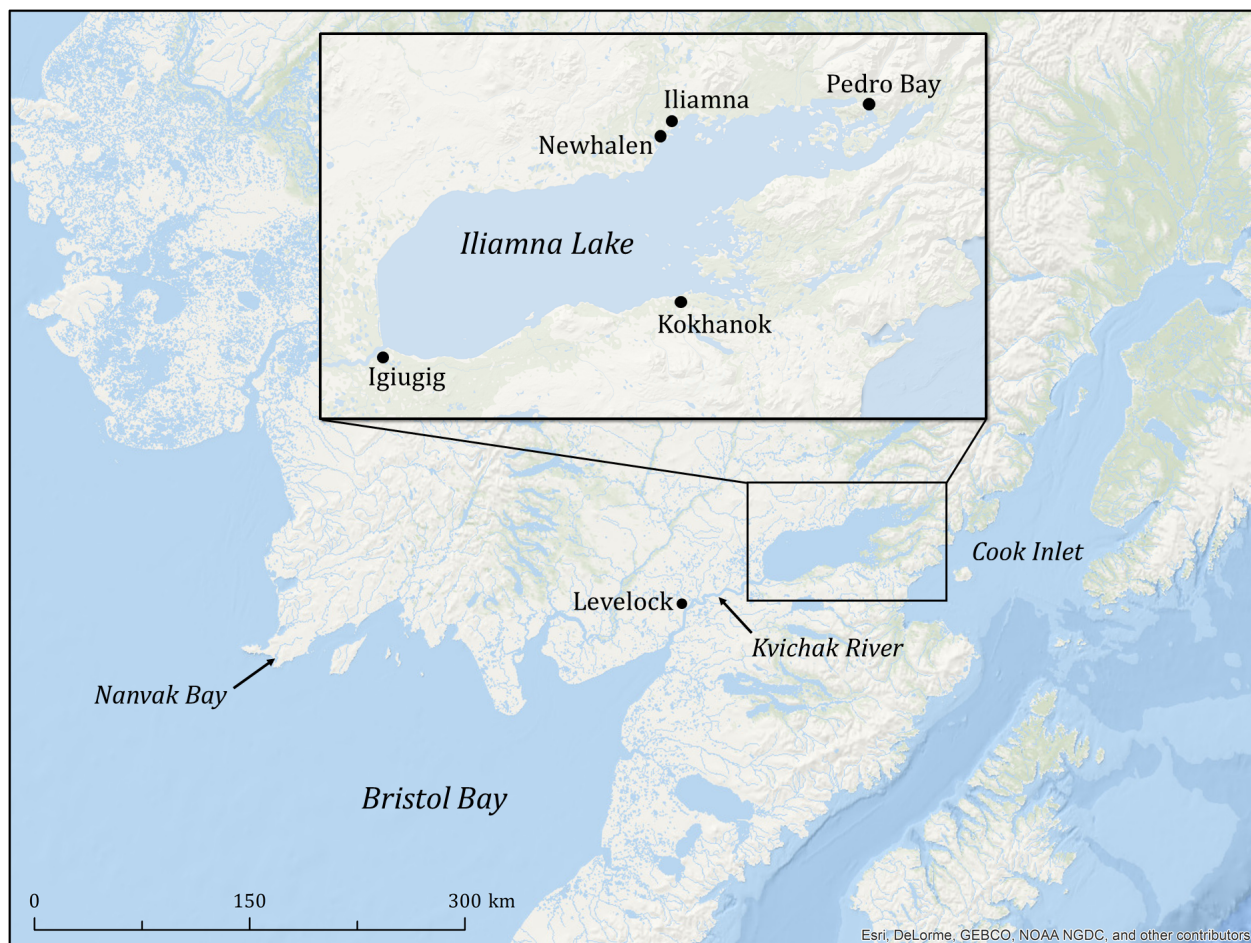 Pedro Bay
Iliamna
Newhalen
Iliamna Lake
Kokhanok
Igiugig
Cook Inlet
Levelock
Kvichak River
Nanvak Bay
Bristol Bay
0 150 300 km
Esri, DeLorme, GEBCO, NOAA NGDC, and other contributors